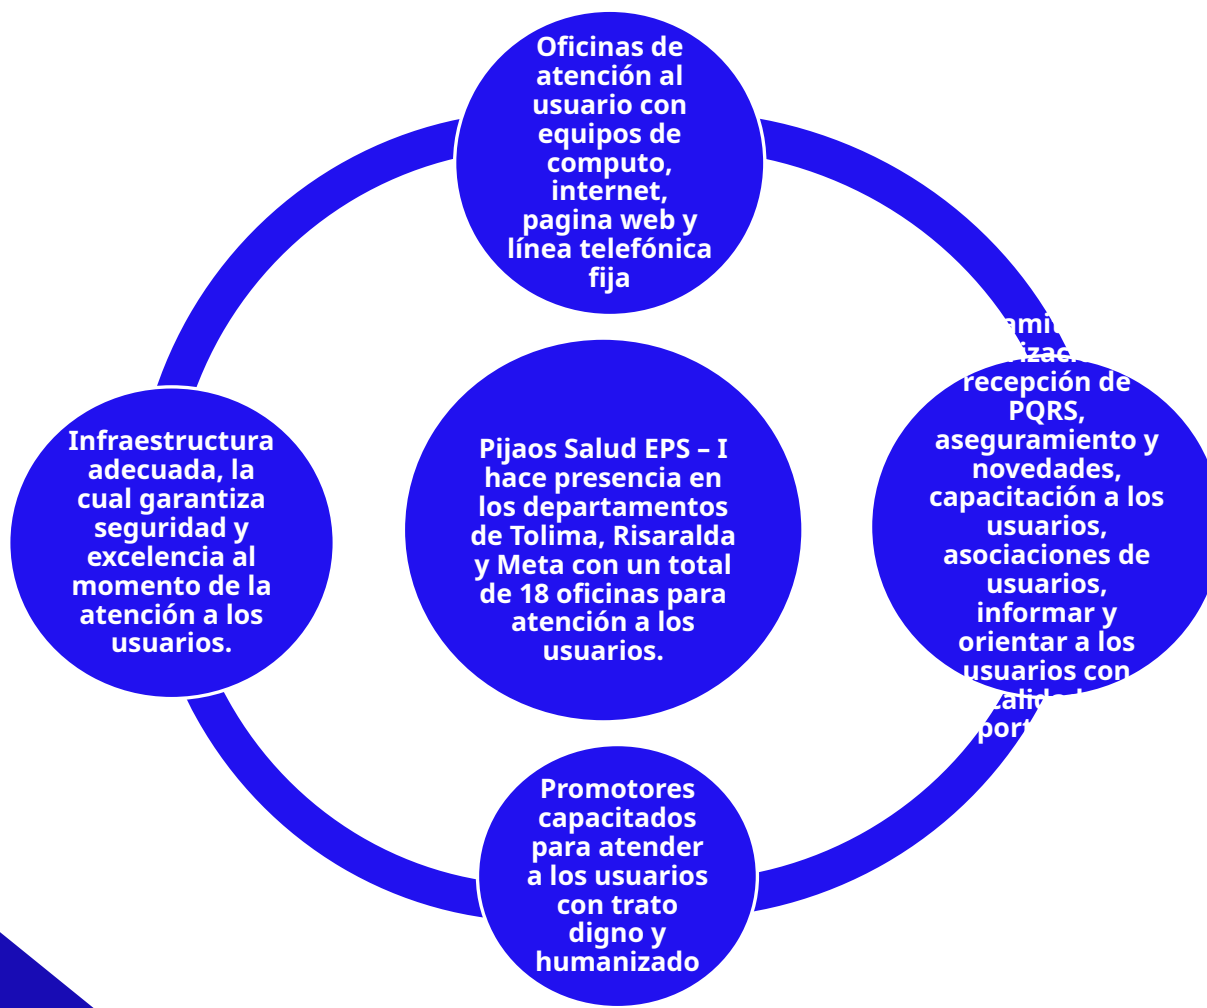 Oficinas de
atención al
usuario con
equipos de
computo,
internet,
pagina web y
línea telefónica
fija
recepción de
PQRS,
aseguramiento y
novedades,
capacitación a los
usuarios,
asociaciones de
usuarios,
informar y
orientar a los
usuarios con
Infraestructura
adecuada, la
cual garantiza
seguridad y
excelencia al
momento de la
atención a los
usuarios.
Pijaos Salud EPS – I
hace presencia en
los departamentos
de Tolima, Risaralda
y Meta con un total
de 18 oficinas para
atención a los
usuarios.
Promotores
capacitados
para atender
a los usuarios
con trato
digno y
humanizado